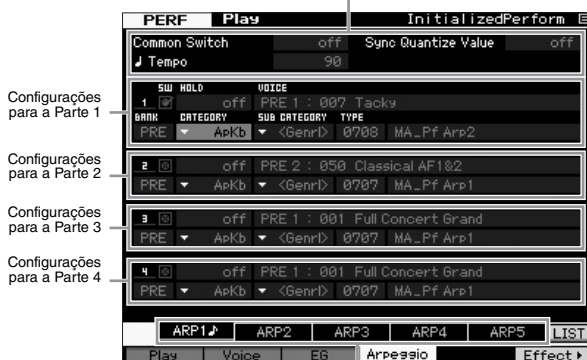 PERF Play InitializedPerform
Common Switch off Sync Quantize Value off
Tempo 90
SW HOLD VOICE
Configurações para a Parte 1
1 off PRE 1 : 007 Tacky
BANK CATEGORY SUB CATEGORY TYPE
PRE ApKb <Genrl> 0708 MA_Pf Arp2
Configurações para a Parte 2
2 off PRE 2 : 050 Classical AF1&2
PRE ApKb <Genrl> 0707 MA_Pf Arp1
Configurações para a Parte 3
3 off PRE 1 : 001 Full Concert Grand
PRE ApKb <Genrl> 0707 MA_Pf Arp1
Configurações para a Parte 4
4 off PRE 1 : 001 Full Concert Grand
PRE ApKb <Genrl> 0707 MA_Pf Arp1
ARP1♪ ARP2 ARP3 ARP4 ARP5 LIST
Play Voice EG Arpeggio Effect